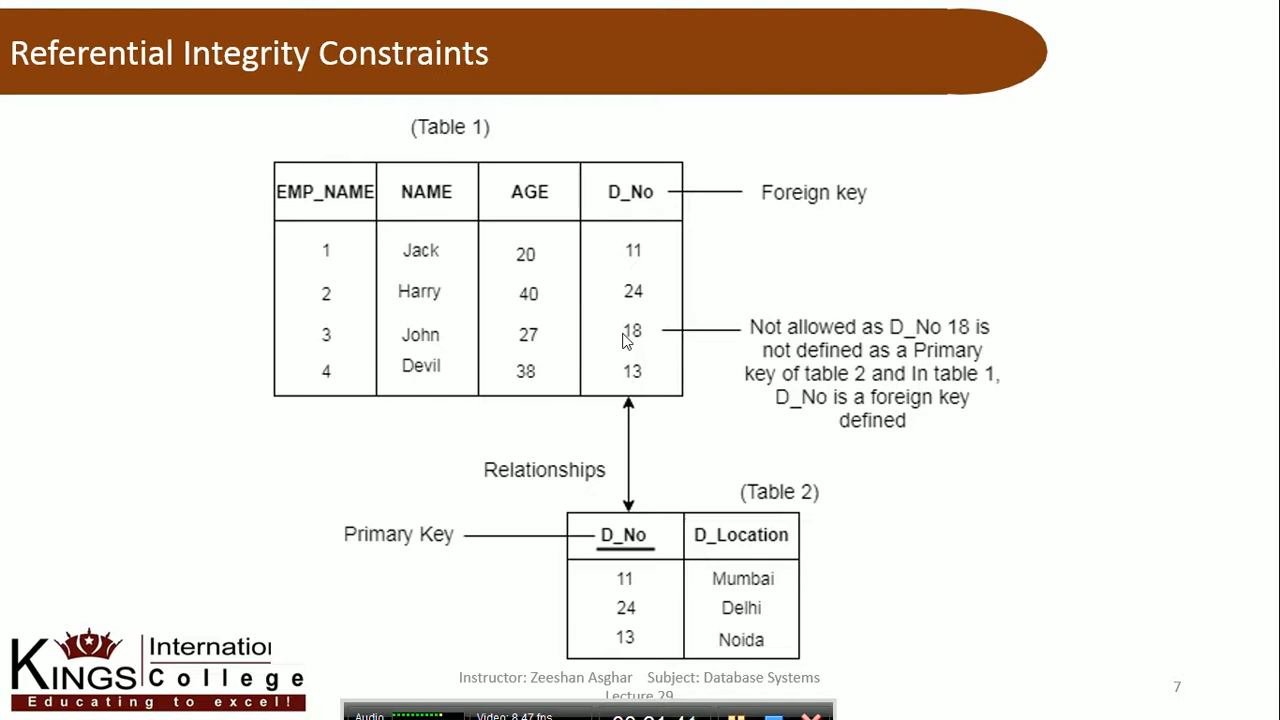 Referential Integrity Constraints
(Table 1)
EMP_NAME NAME AGE D_No Foreign key
1 Jack 20 11
2 Harry 40 24
3 John 27 18
4 Devil 38 13
Not allowed as D_No 18 is
not defined as a Primary
key of table 2 and In table 1,
D_No is a foreign key
defined
Relationships
(Table 2)
Primary Key D_No D_Location
11 Mumbai
24 Delhi
13 Noida
KINGS Internatio
College
Educating to excel!
Instructor: Zeeshan Asghar Subject: Database Systems
Lecture 29
7
Audio Video: 8.47 fps